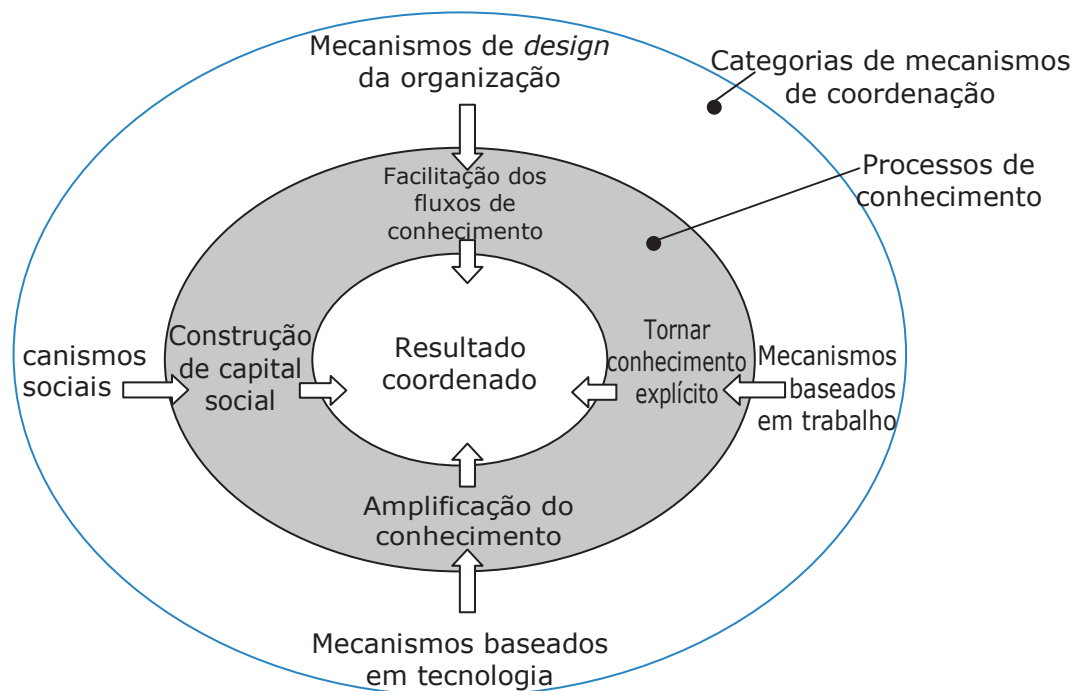 Mecanismos de design
da organização
Categorias de mecanismos
de coordenação
Processos de
conhecimento
Facilitação dos
fluxos de
conhecimento
canismos
sociais
Construção
de capital
social
Resultado
coordenado
Tornar
conhecimento
explícito
Mecanismos
baseados
em trabalho
Amplificação do
conhecimento
Mecanismos baseados
em tecnologia